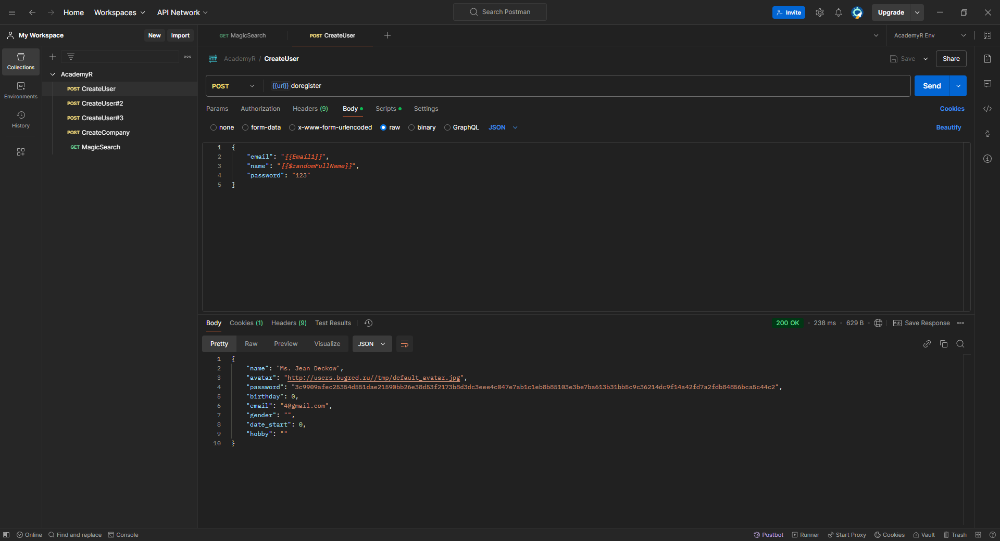 Home Workspaces API Network Search Postman Invite Upgrade
My Workspace New Import GET MagicSearch POST CreateUser AcademyR Env
Collections
Environments
History
AcademyR
POST CreateUser
POST CreateUser#2
POST CreateUser#3
POST CreateCompany
GET MagicSearch
HTTP AcademyR / CreateUser Save Share
POST {{url}} doregister Send
Params Authorization Headers (9) Body Scripts Settings Cookies
none form-data x-www-form-urlencoded raw binary GraphQL JSON Beautify
1 {
2 "email": "{{Email1}}",
3 "name": "{{$randomFullName}}",
4 "password": "123"
5 }
Body Cookies (1) Headers (9) Test Results 200 OK 238 ms 629 B e.g. Save Response
Pretty Raw Preview Visualize JSON
1 {
2 "name": "Ms. Jean Deckow",
3 "avatar": "http://users.bugred.ru//tmp/default_avatar.jpg",
4 "password": "3c9909afec25354d551dae21590bb26e38d53f2173b8d3dc3eee4c047e7ab1c1eb8b85103e3be7ba613b31bb5c9c36214dc9f14a42fd7a2fdb84856bca5c44c2",
5 "birthday": 0,
6 "email": "4@gmail.com",
7 "gender": "",
8 "date_start": 0,
9 "hobby": ""
10 }
Online Find and replace Console Postbot Runner Start Proxy Cookies Vault Trash